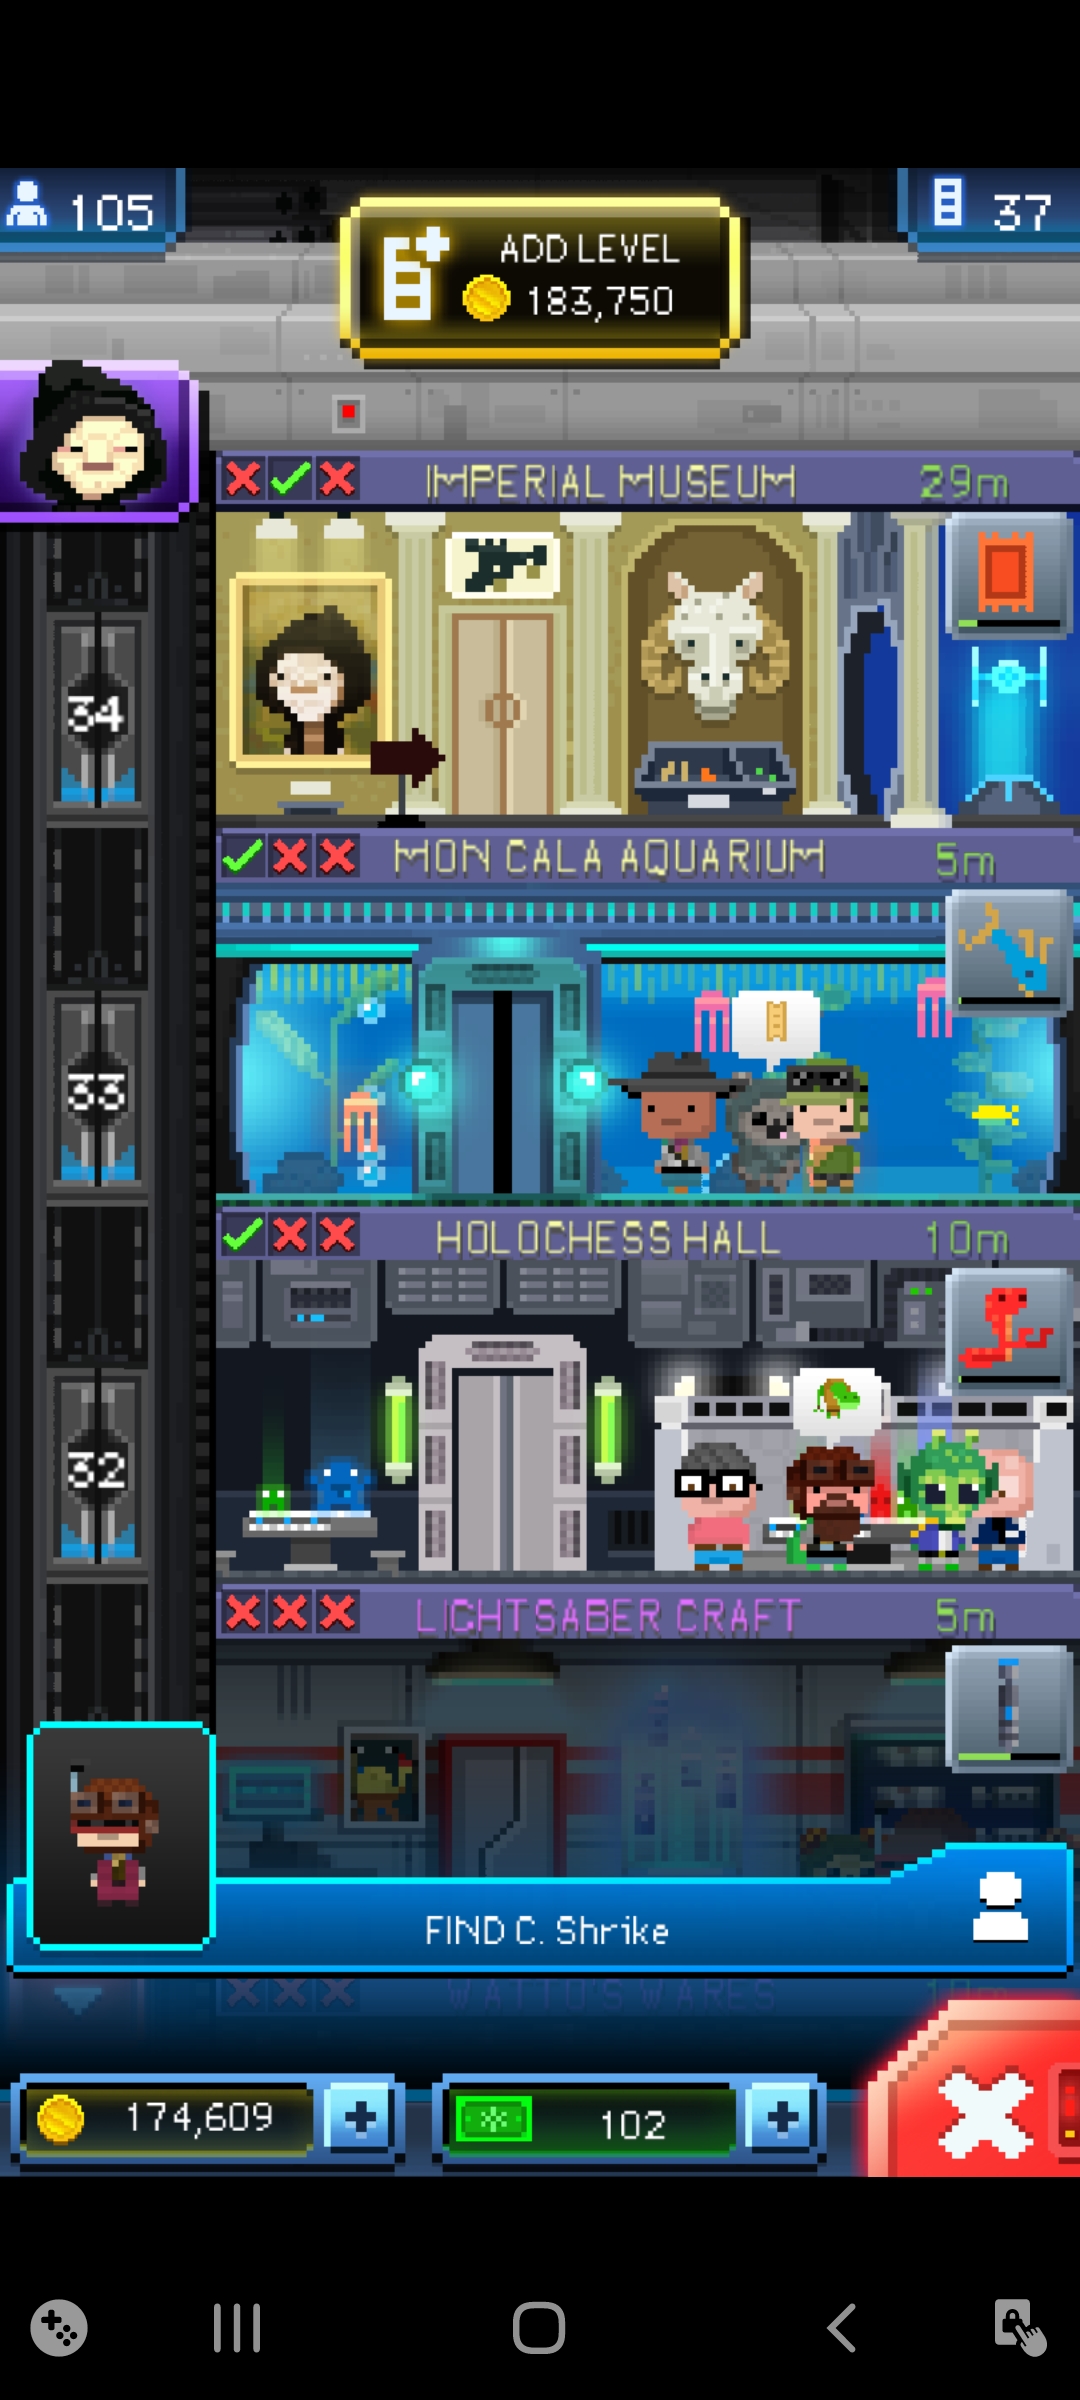 105
37
ADD LEVEL
183,750
IMPERIAL MUSEUM 29m
34
MON CALA AQUARIUM 5m
33
HOLOCHESS HALL 10m
32
LIGHTSABER CRAFT 5m
FIND C. Shrike
WATTO'S WARES 10m
174,609
102